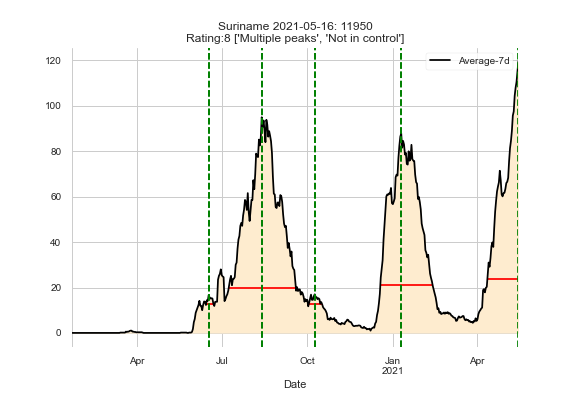 Suriname 2021-05-16: 11950
Rating:8 ['Multiple peaks', 'Not in control']
Average-7d
120
100
80
60
40
20
0
Apr
Jul
Oct
Jan
2021
Apr
Date